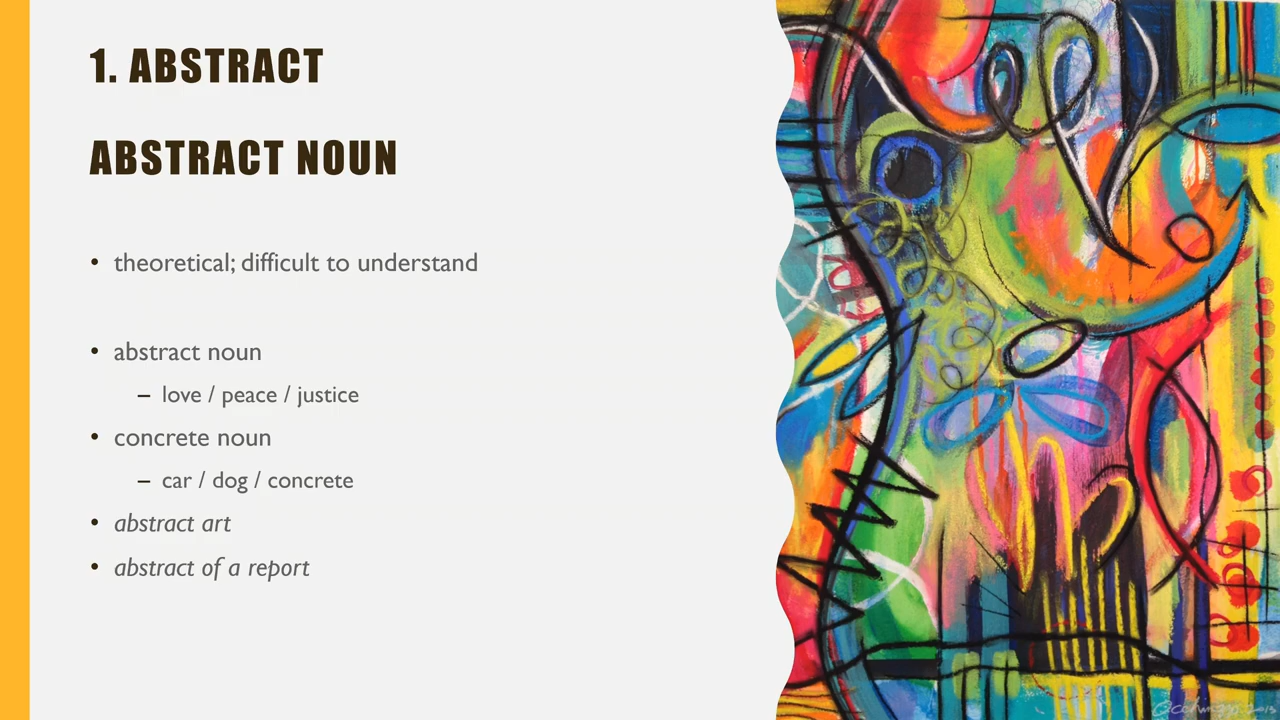 1. ABSTRACT
ABSTRACT NOUN
• theoretical; difficult to understand
• abstract noun
– love / peace / justice
• concrete noun
– car / dog / concrete
• abstract art
• abstract of a report